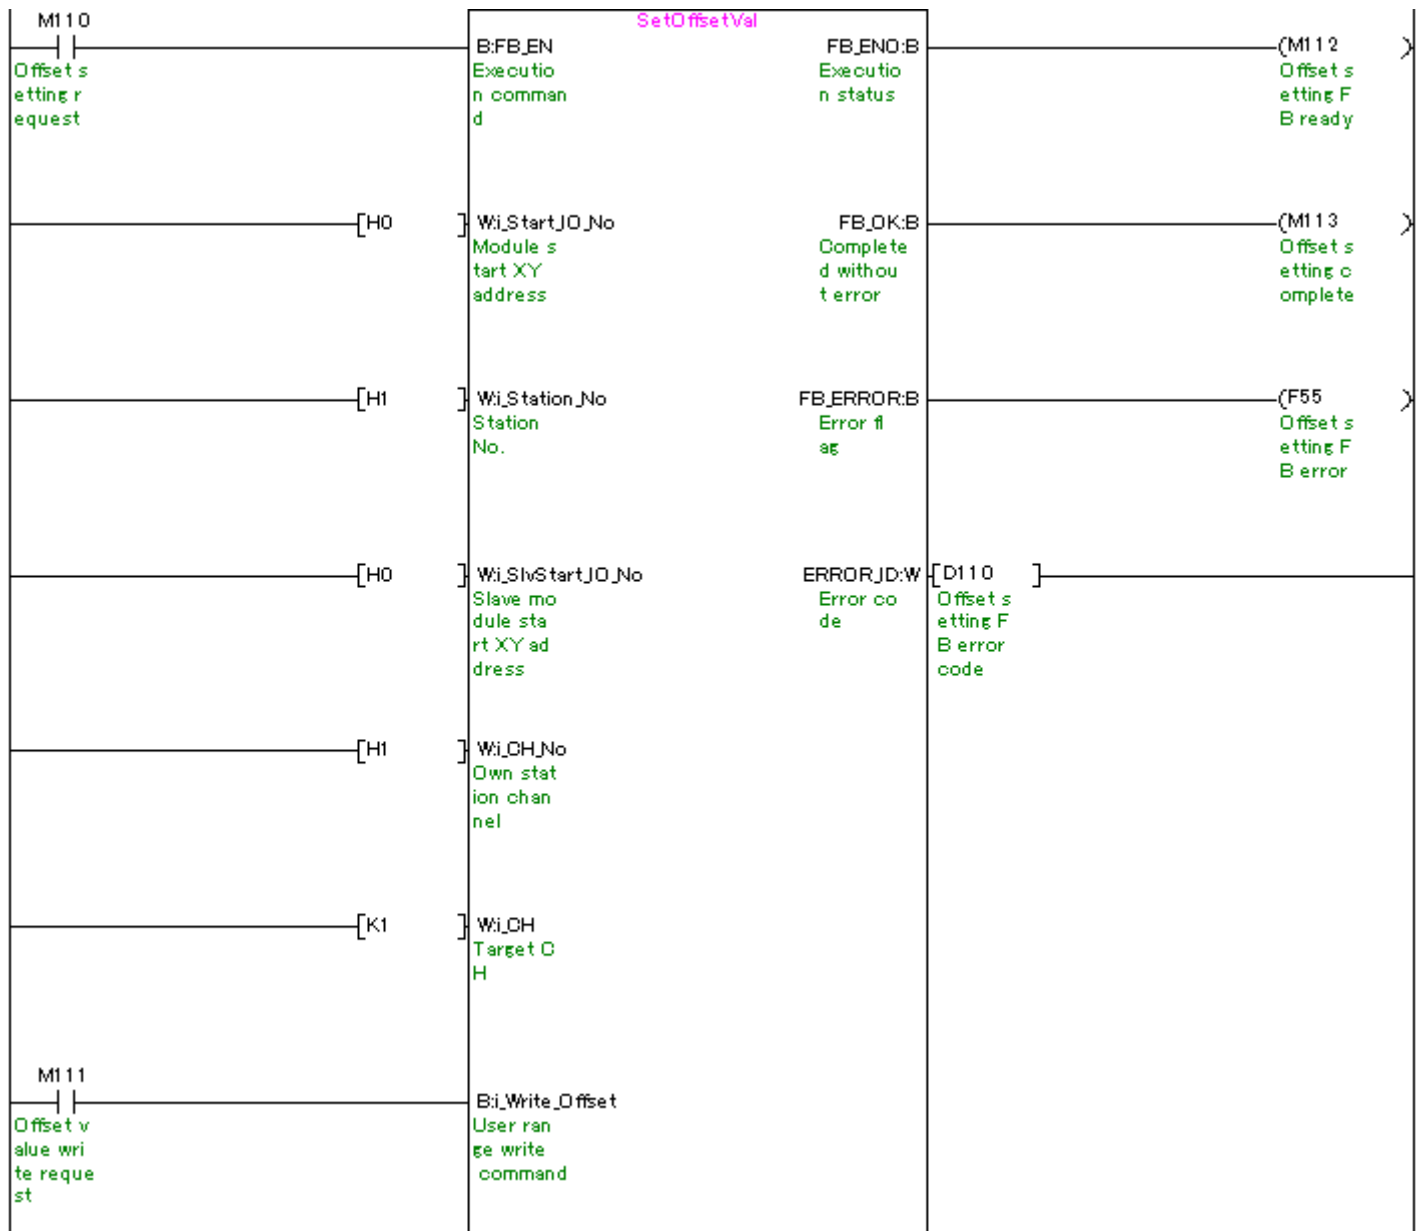 M110
SetOffsetVal
B:FB_EN
FB_ENO:B
(M112 )
Offset s
etting r
equest
Executio
n comman
d
Executio
n status
Offset s
etting F
B ready
[H0 ]
W:i_Start_IO_No
FB_OK:B
(M113 )
Module s
tart XY
address
Complete
d withou
t error
Offset s
etting c
omplete
[H1 ]
W:i_Station_No
FB_ERROR:B
(F55 )
Station
No.
Error fl
ag
Offset s
etting F
B error
[H0 ]
W:i_SlvStart_IO_No
ERROR_ID:W
[D110 ]
Slave mo
dule sta
rt XY ad
dress
Error co
de
Offset s
etting F
B error
code
[H1 ]
W:i_CH_No
Own stat
ion chan
nel
[K1 ]
W:i_CH
Target C
H
M111
B:i_Write_Offset
Offset v
alue wri
te reque
st
User ran
ge write
command